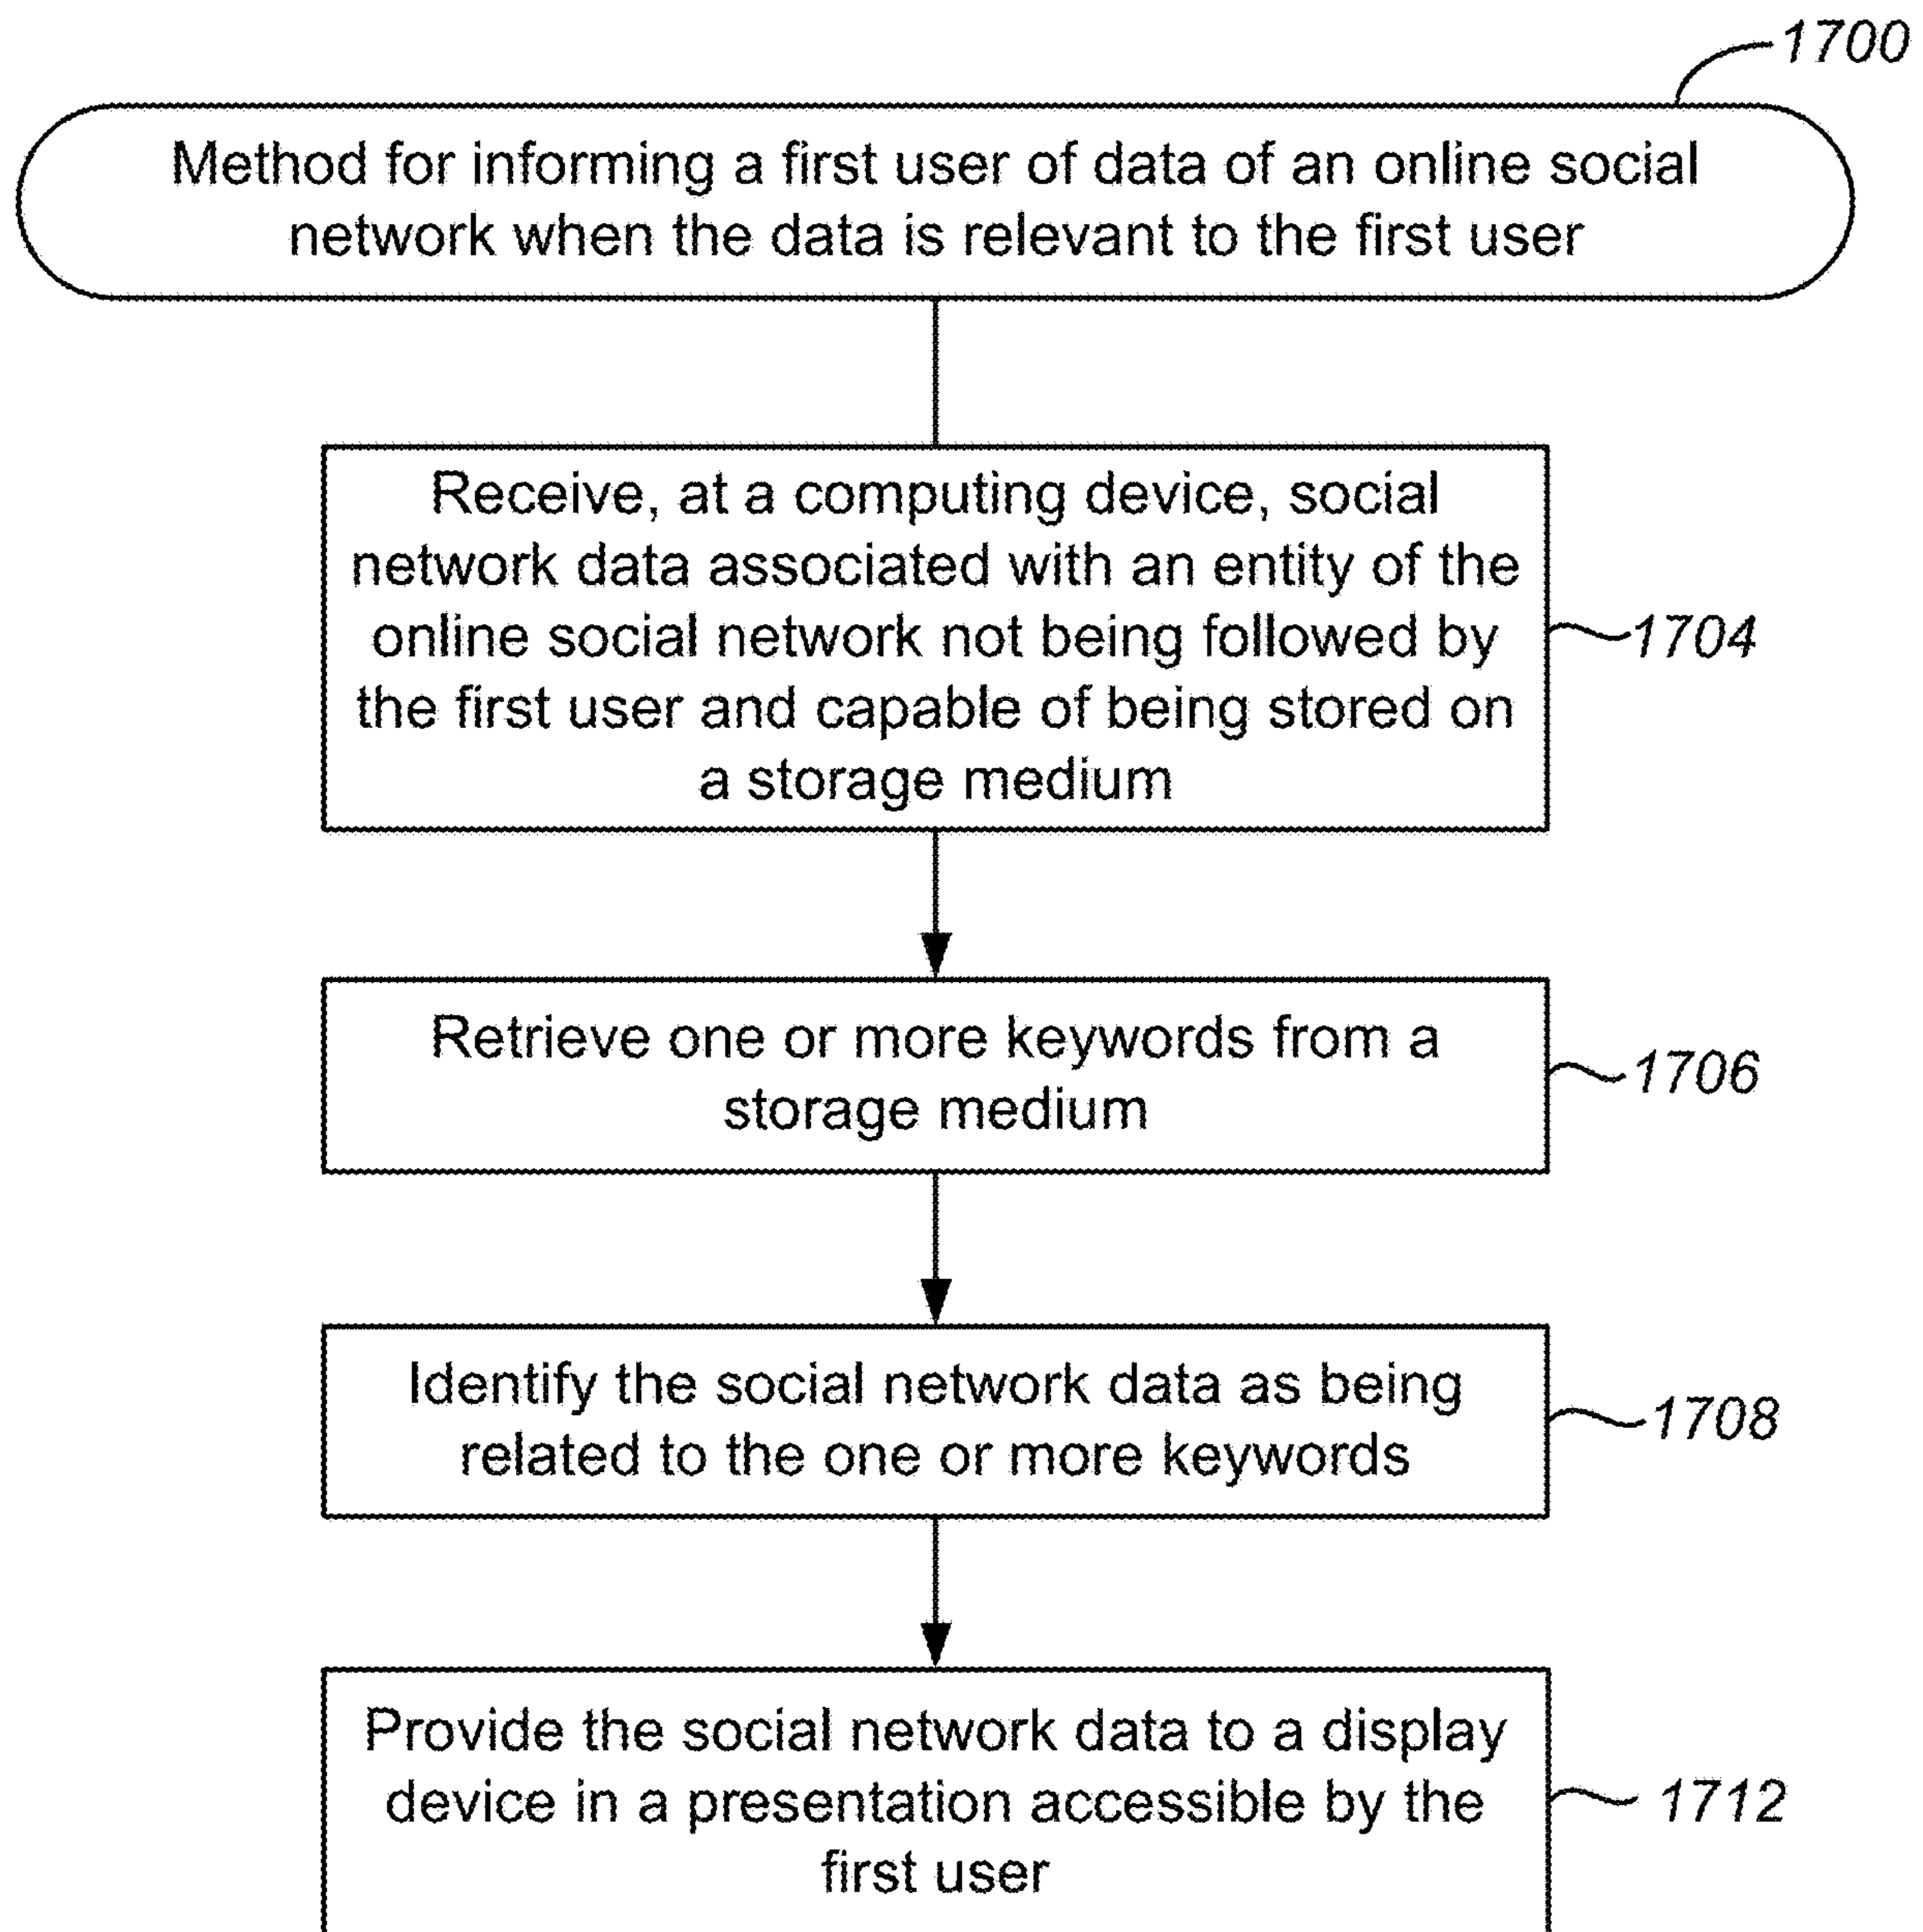 1700
Method for informing a first user of data of an online social
network when the data is relevant to the first user
Receive, at a computing device, social
network data associated with an entity of the
online social network not being followed by
the first user and capable of being stored on
a storage medium
1704
Retrieve one or more keywords from a
storage medium
1706
Identify the social network data as being
related to the one or more keywords
1708
Provide the social network data to a display
device in a presentation accessible by the
first user
1712